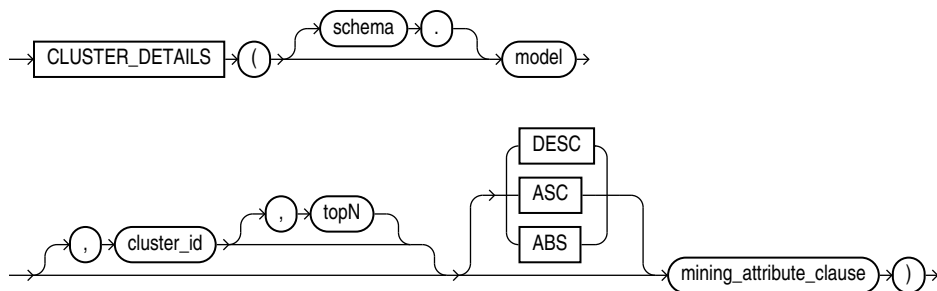 CLUSTER_DETAILS ( schema . model
, cluster_id , topN DESC ASC ABS mining_attribute_clause )